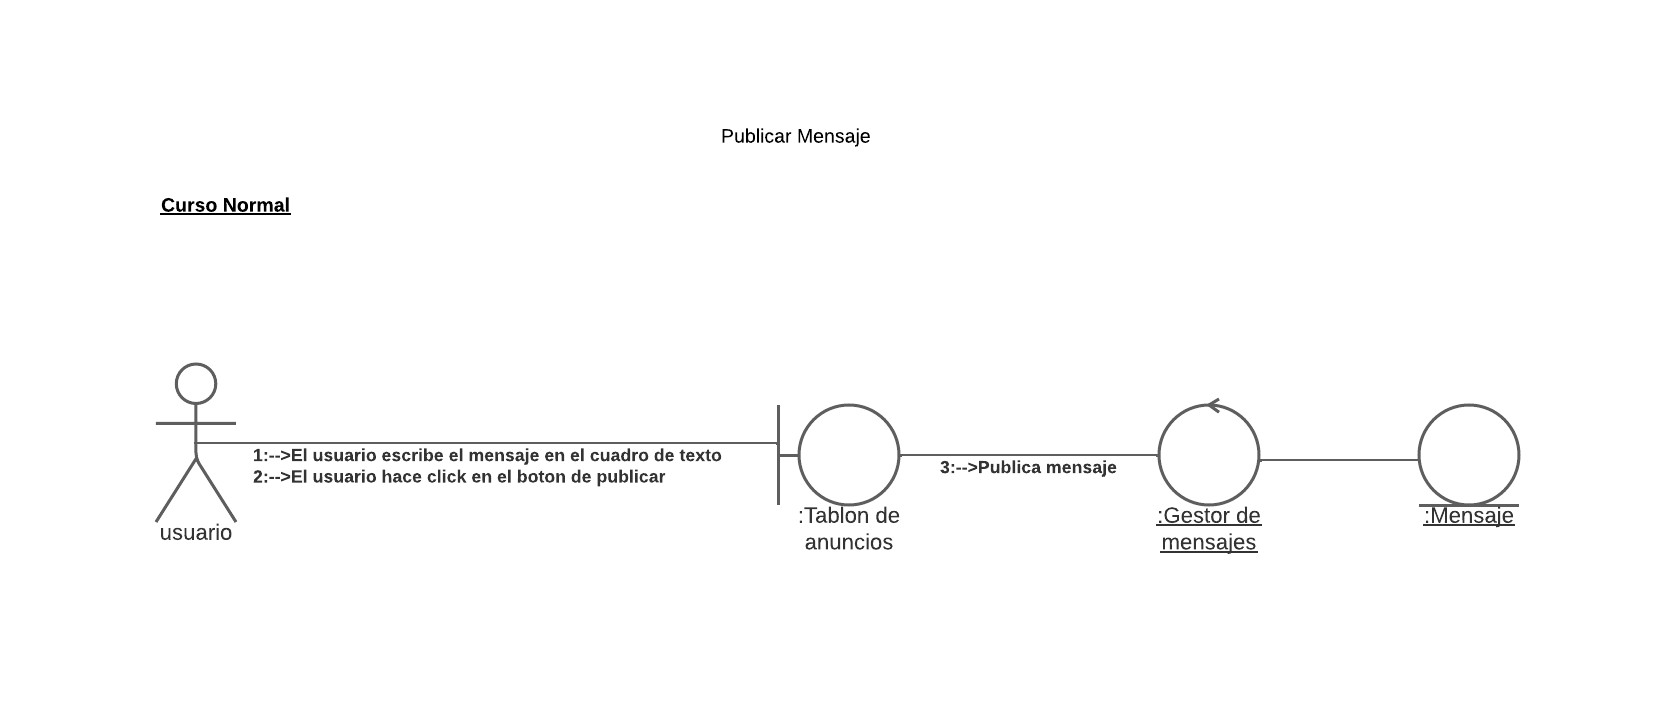 Publicar Mensaje
Curso Normal
1:-->El usuario escribe el mensaje en el cuadro de texto
2:-->El usuario hace click en el boton de publicar
3:-->Publica mensaje
usuario
:Tablon de
anuncios
:Gestor de
mensajes
:Mensaje